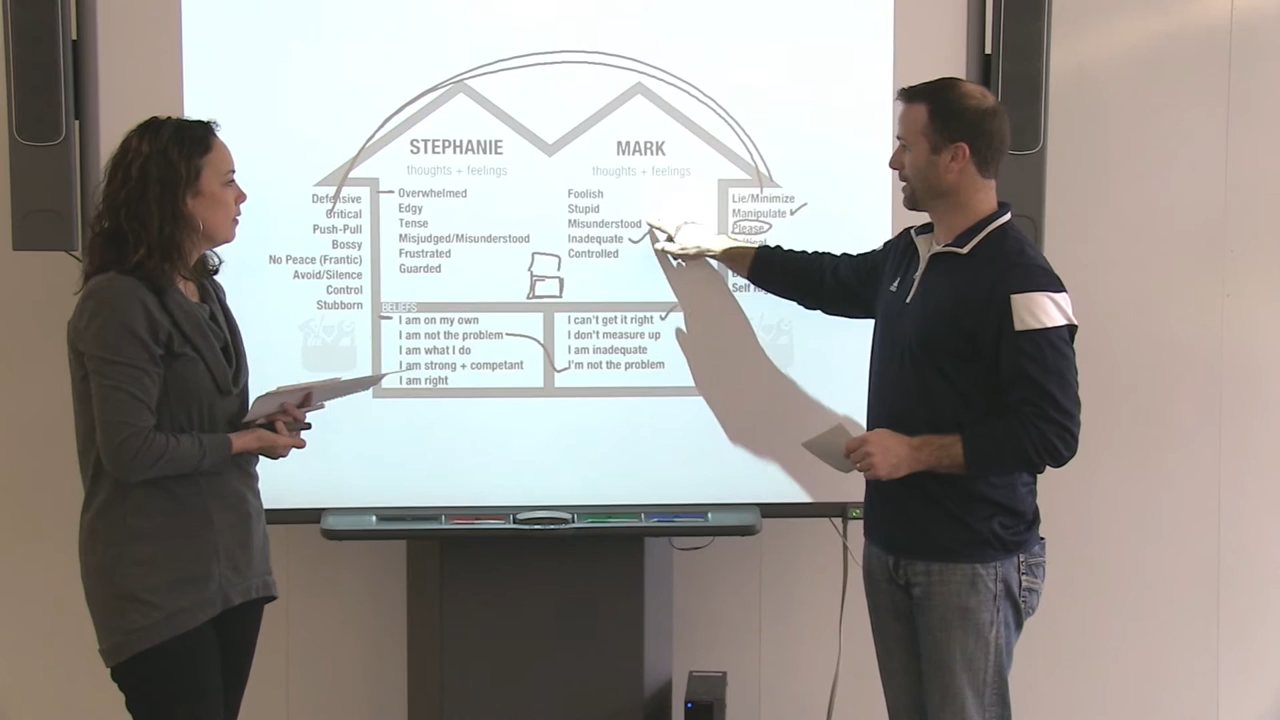 STEPHANIE
thoughts + feelings
Defensive
Critical
Push-Pull
Bossy
No Peace (Frantic)
Avoid/Silence
Control
Stubborn
Overwhelmed
Edgy
Tense
Misjudged/Misunderstood
Frustrated
Guarded
MARK
thoughts + feelings
Foolish
Stupid
Misunderstood
Inadequate
Controlled
Lie/Minimize
Manipulate
Please
Self
BELIEFS
I am on my own
I am not the problem
I am what I do
I am strong + competant
I am right
I can't get it right
I don't measure up
I am inadequate
I'm not the problem